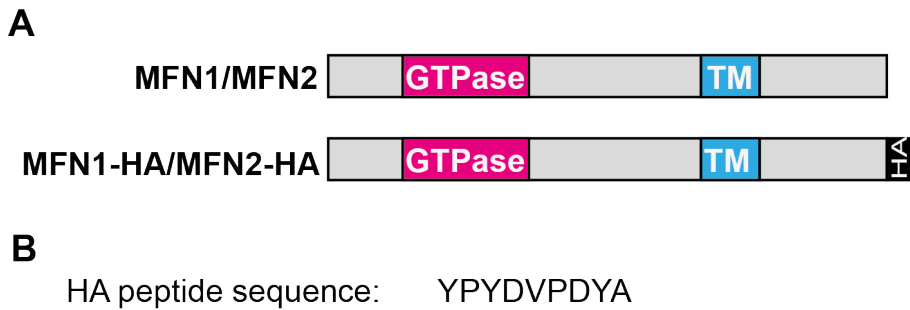 A
MFN1/MFN2 GTPase TM
MFN1-HA/MFN2-HA GTPase TM HA
B
HA peptide sequence: YPYDVPDYA